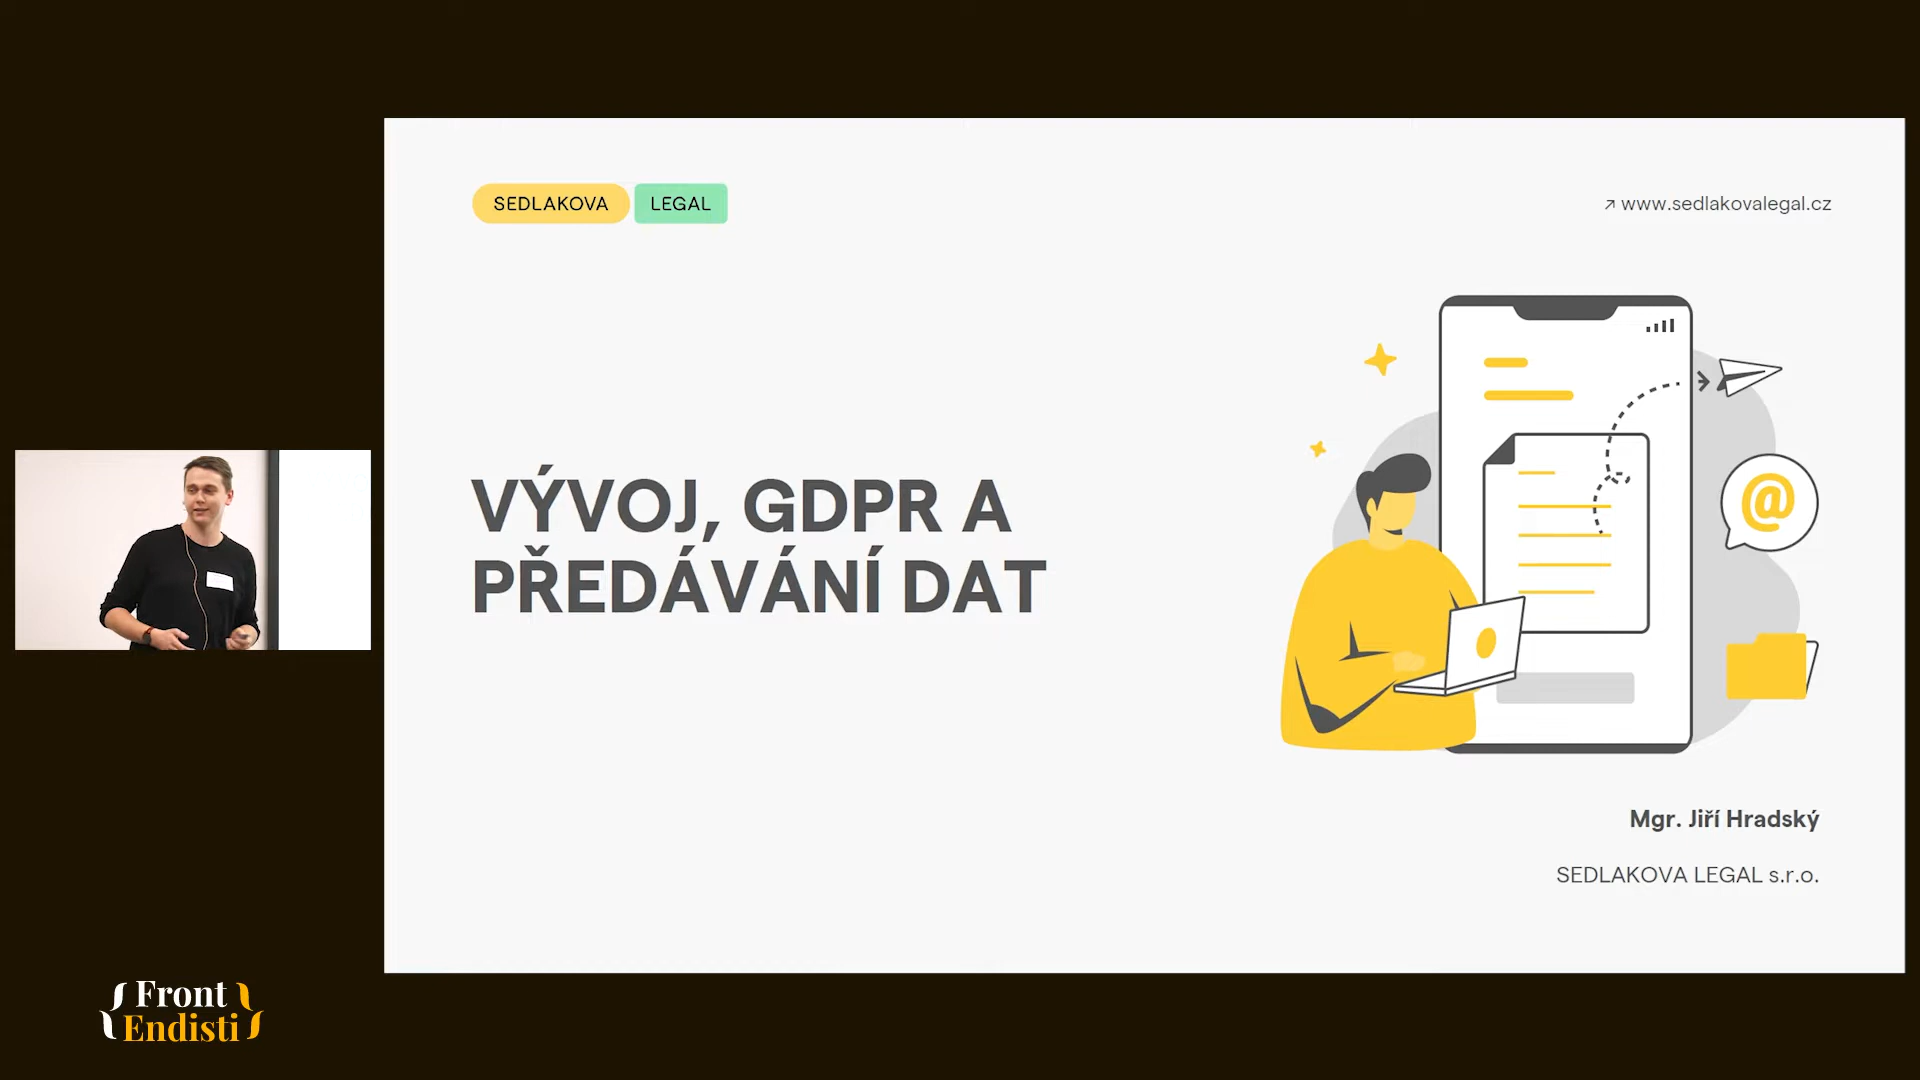 SEDLAKOVA LEGAL
↗ www.sedlakovalegal.cz
VÝVOJ, GDPR A
PŘEDÁVÁNÍ DAT
@
Mgr. Jiří Hradský
SEDLAKOVA LEGAL s.r.o.
{ Front }
{ Endisti }